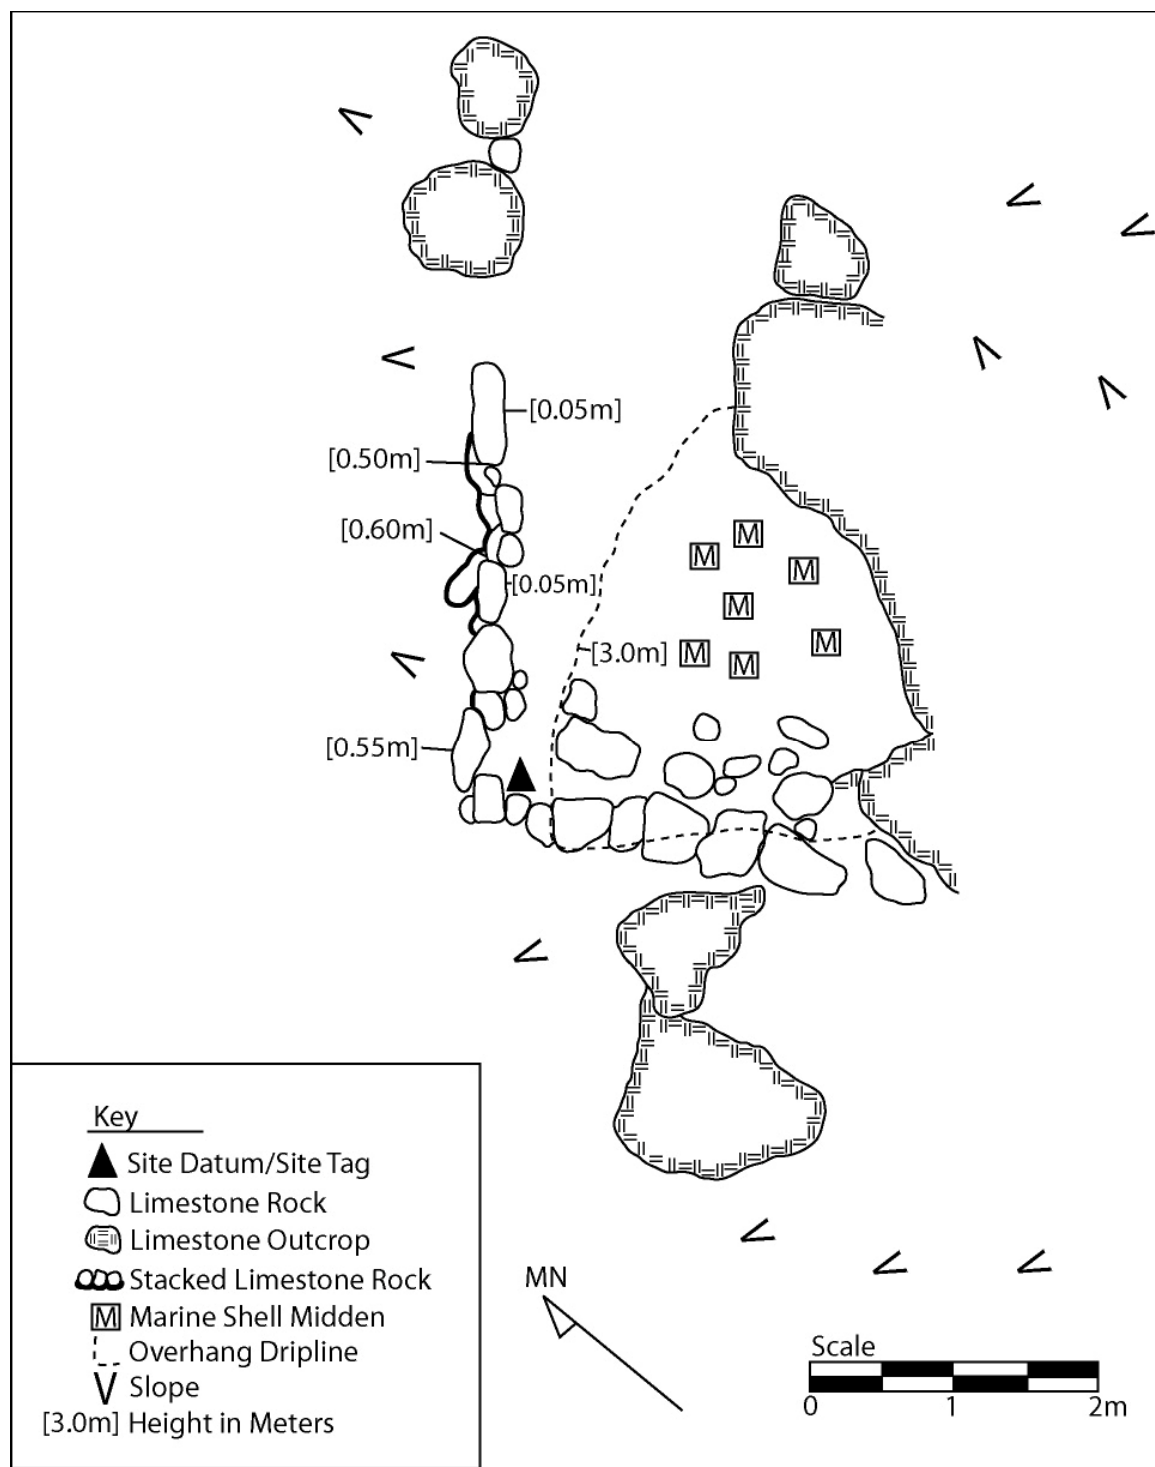 [0.05m]
[0.50m]
[0.60m]
[0.05m]
M
M
M
M
[3.0m]
M
M
M
[0.55m]
Key
Site Datum/Site Tag
Limestone Rock
Limestone Outcrop
Stacked Limestone Rock
M Marine Shell Midden
Overhang Dripline
Slope
[3.0m] Height in Meters
MN
Scale
0 1 2m